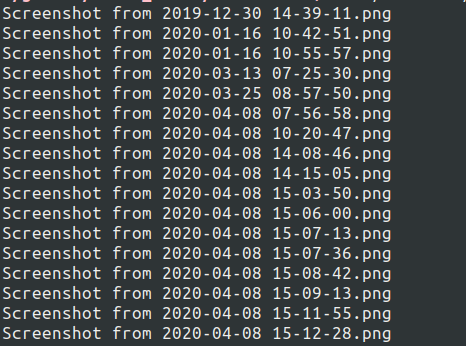 Screenshot from 2019-12-30 14-39-11.png
Screenshot from 2020-01-16 10-42-51.png
Screenshot from 2020-01-16 10-55-57.png
Screenshot from 2020-03-13 07-25-30.png
Screenshot from 2020-03-25 08-57-50.png
Screenshot from 2020-04-08 07-56-58.png
Screenshot from 2020-04-08 10-20-47.png
Screenshot from 2020-04-08 14-08-46.png
Screenshot from 2020-04-08 14-15-05.png
Screenshot from 2020-04-08 15-03-50.png
Screenshot from 2020-04-08 15-06-00.png
Screenshot from 2020-04-08 15-07-13.png
Screenshot from 2020-04-08 15-07-36.png
Screenshot from 2020-04-08 15-08-42.png
Screenshot from 2020-04-08 15-09-13.png
Screenshot from 2020-04-08 15-11-55.png
Screenshot from 2020-04-08 15-12-28.png